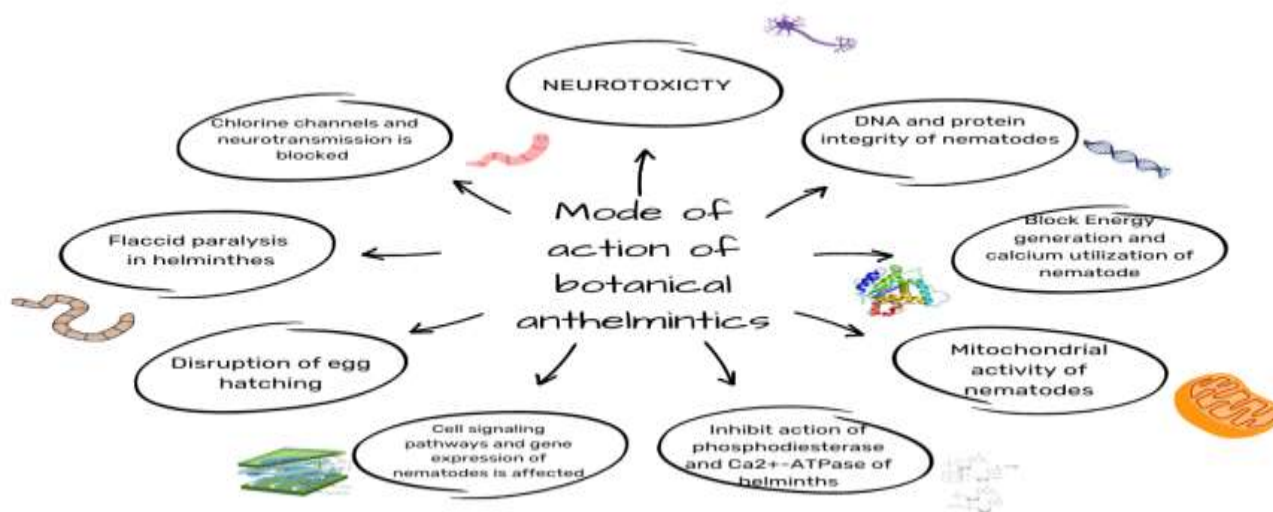 NEUROTOXICTY
Chlorine channels and
neurotransmission is
blocked
DNA and protein
integrity of nematodes
Mode of
action of
botanical
anthelmintics
Flaccid paralysis
in helminthes
Block Energy
generation and
calcium utilization of
nematode
Disruption of egg
hatching
Mitochondrial
activity of
nematodes
Cell signaling
pathways and gene
expression of
nematodes is affected
Inhibit action of
phosphodiesterase
and Ca2+-ATPase of
helminths